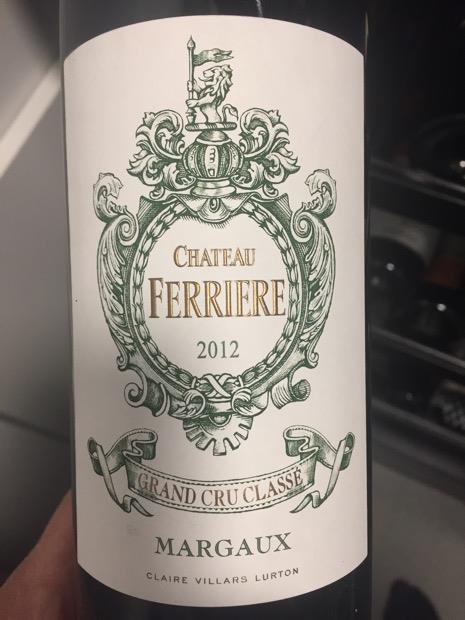 CHATEAU
FERRIERE
2012
GRAND CRU CLASSÉ
MARGAUX
CLAIRE VILLARS LURTON